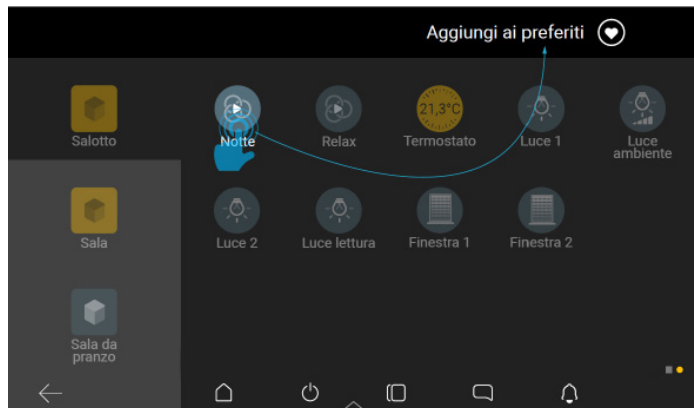 Aggiungi ai preferiti
Salotto
Notte
Relax
21,3°C
Termostato
Luce 1
Luce
ambiente
Sala
Luce 2
Luce lettura
Finestra 1
Finestra 2
Sala da
pranzo